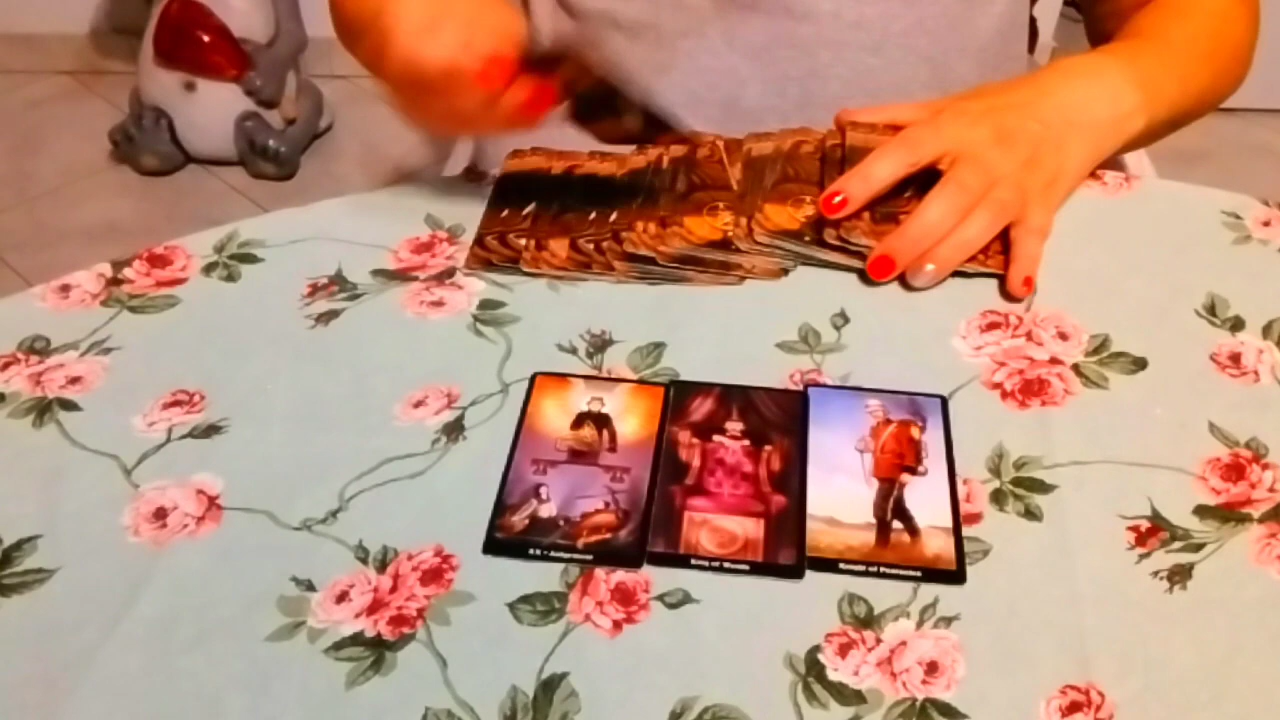 XX - Judgement
King of Wands
Knight of Pentacles